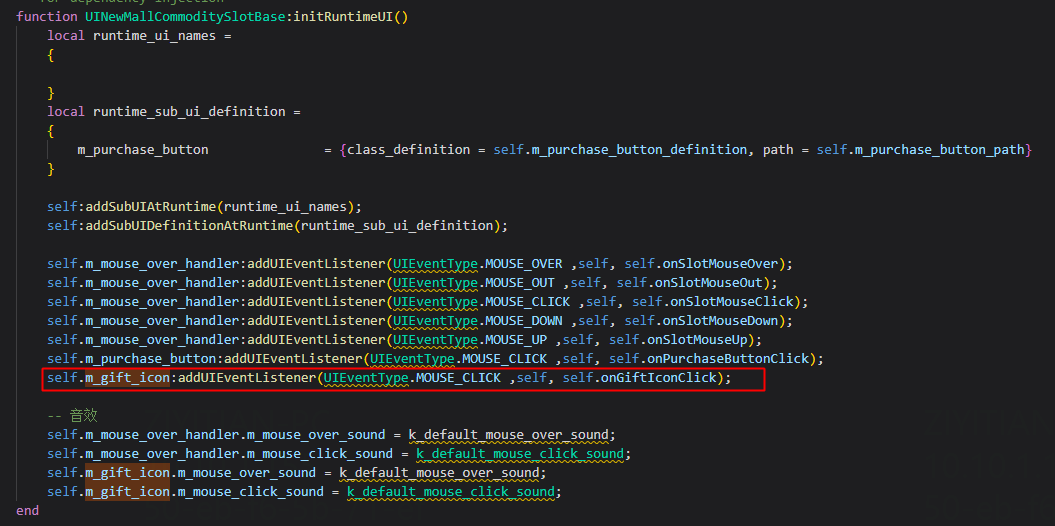 for dependency injection
function UINewMallCommoditySlotBase:initRuntimeUI()
local runtime_ui_names =
{
}
local runtime_sub_ui_definition =
{
m_purchase_button = {class_definition = self.m_purchase_button_definition, path = self.m_purchase_button_path}
}
self:addSubUIAtRuntime(runtime_ui_names);
self:addSubUIDefinitionAtRuntime(runtime_sub_ui_definition);
self.m_mouse_over_handler:addUIEventListener(UIEventType.MOUSE_OVER ,self, self.onSlotMouseOver);
self.m_mouse_over_handler:addUIEventListener(UIEventType.MOUSE_OUT ,self, self.onSlotMouseOut);
self.m_mouse_over_handler:addUIEventListener(UIEventType.MOUSE_CLICK ,self, self.onSlotMouseClick);
self.m_mouse_over_handler:addUIEventListener(UIEventType.MOUSE_DOWN ,self, self.onSlotMouseDown);
self.m_mouse_over_handler:addUIEventListener(UIEventType.MOUSE_UP ,self, self.onSlotMouseUp);
self.m_purchase_button:addUIEventListener(UIEventType.MOUSE_CLICK ,self, self.onPurchaseButtonClick);
self.m_gift_icon:addUIEventListener(UIEventType.MOUSE_CLICK ,self, self.onGiftIconClick);
-- 音效
self.m_mouse_over_handler.m_mouse_over_sound = k_default_mouse_over_sound;
self.m_mouse_over_handler.m_mouse_click_sound = k_default_mouse_click_sound;
self.m_gift_icon.m_mouse_over_sound = k_default_mouse_over_sound;
self.m_gift_icon.m_mouse_click_sound = k_default_mouse_click_sound;
end